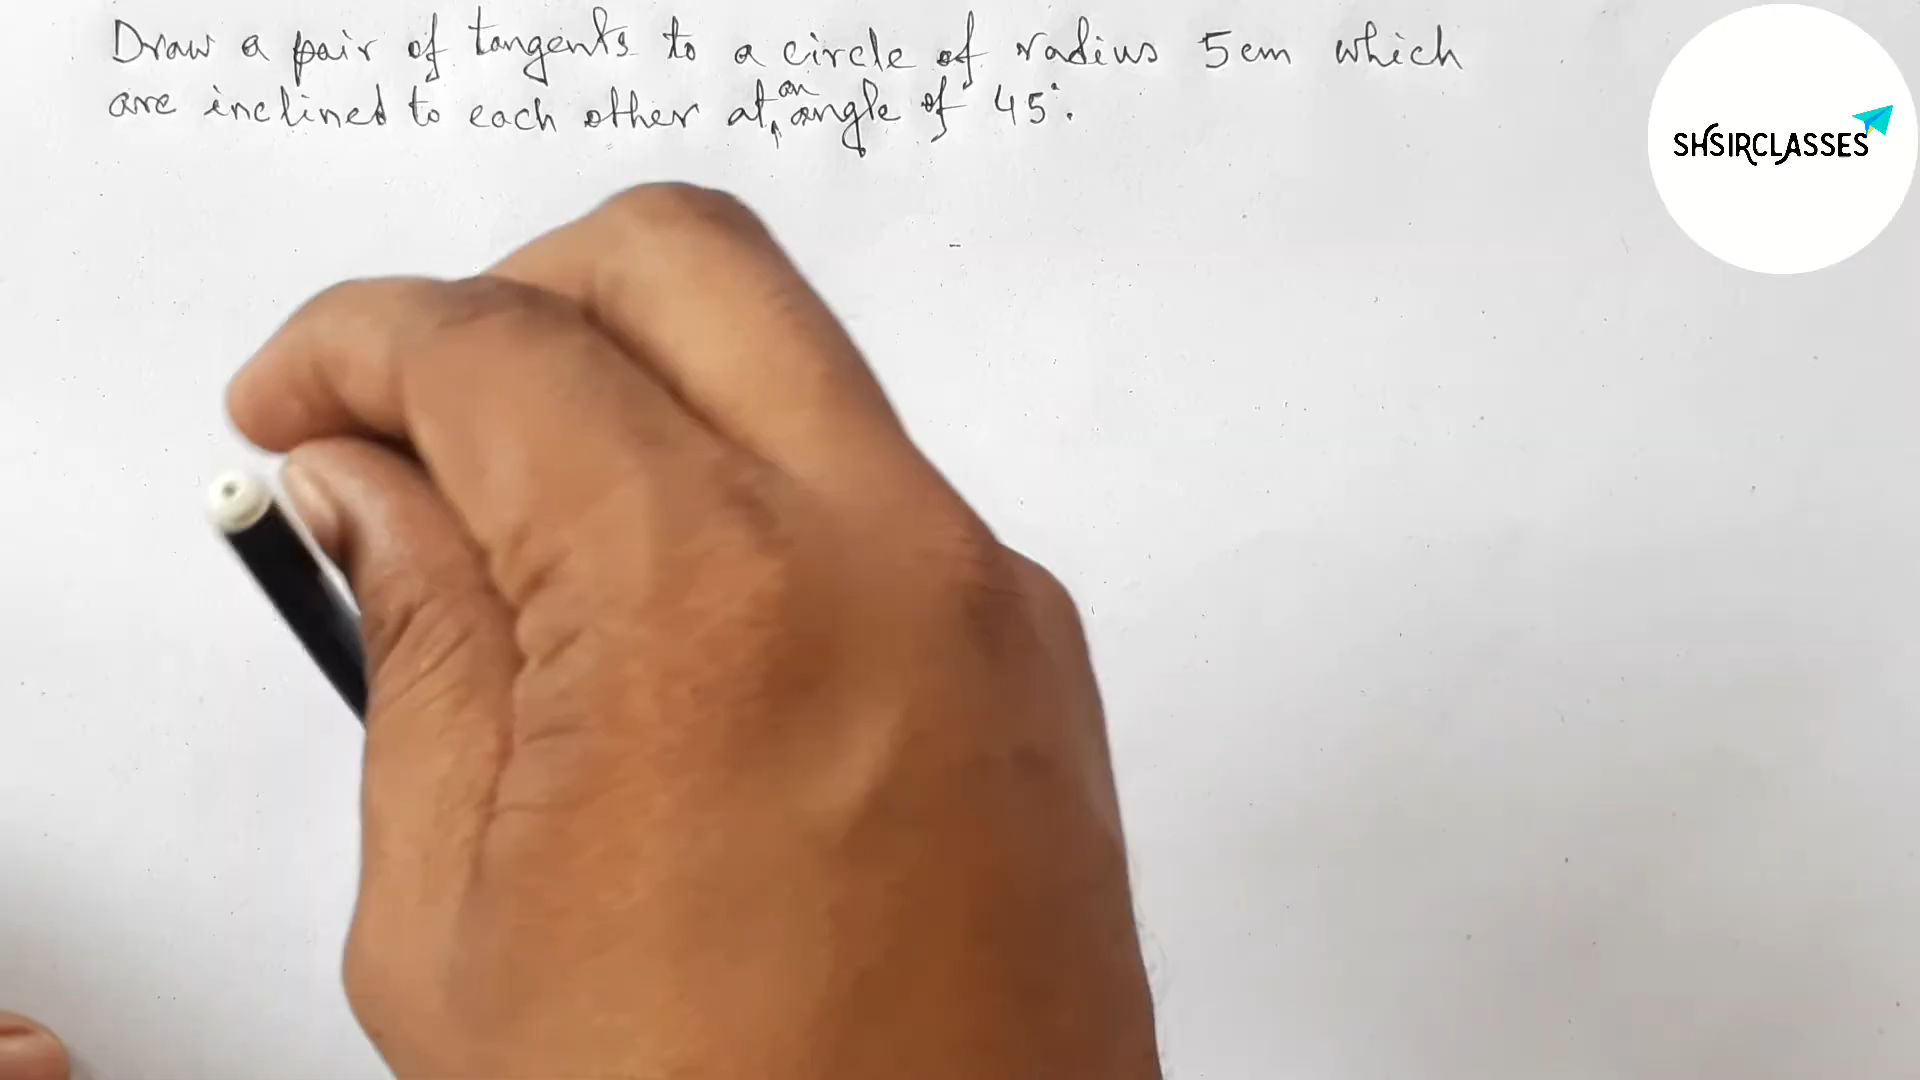 Draw a pair of tangents to a circle of radius 5 cm which
are inclined to each other at an angle of 45°.
SHSIRCLASSES